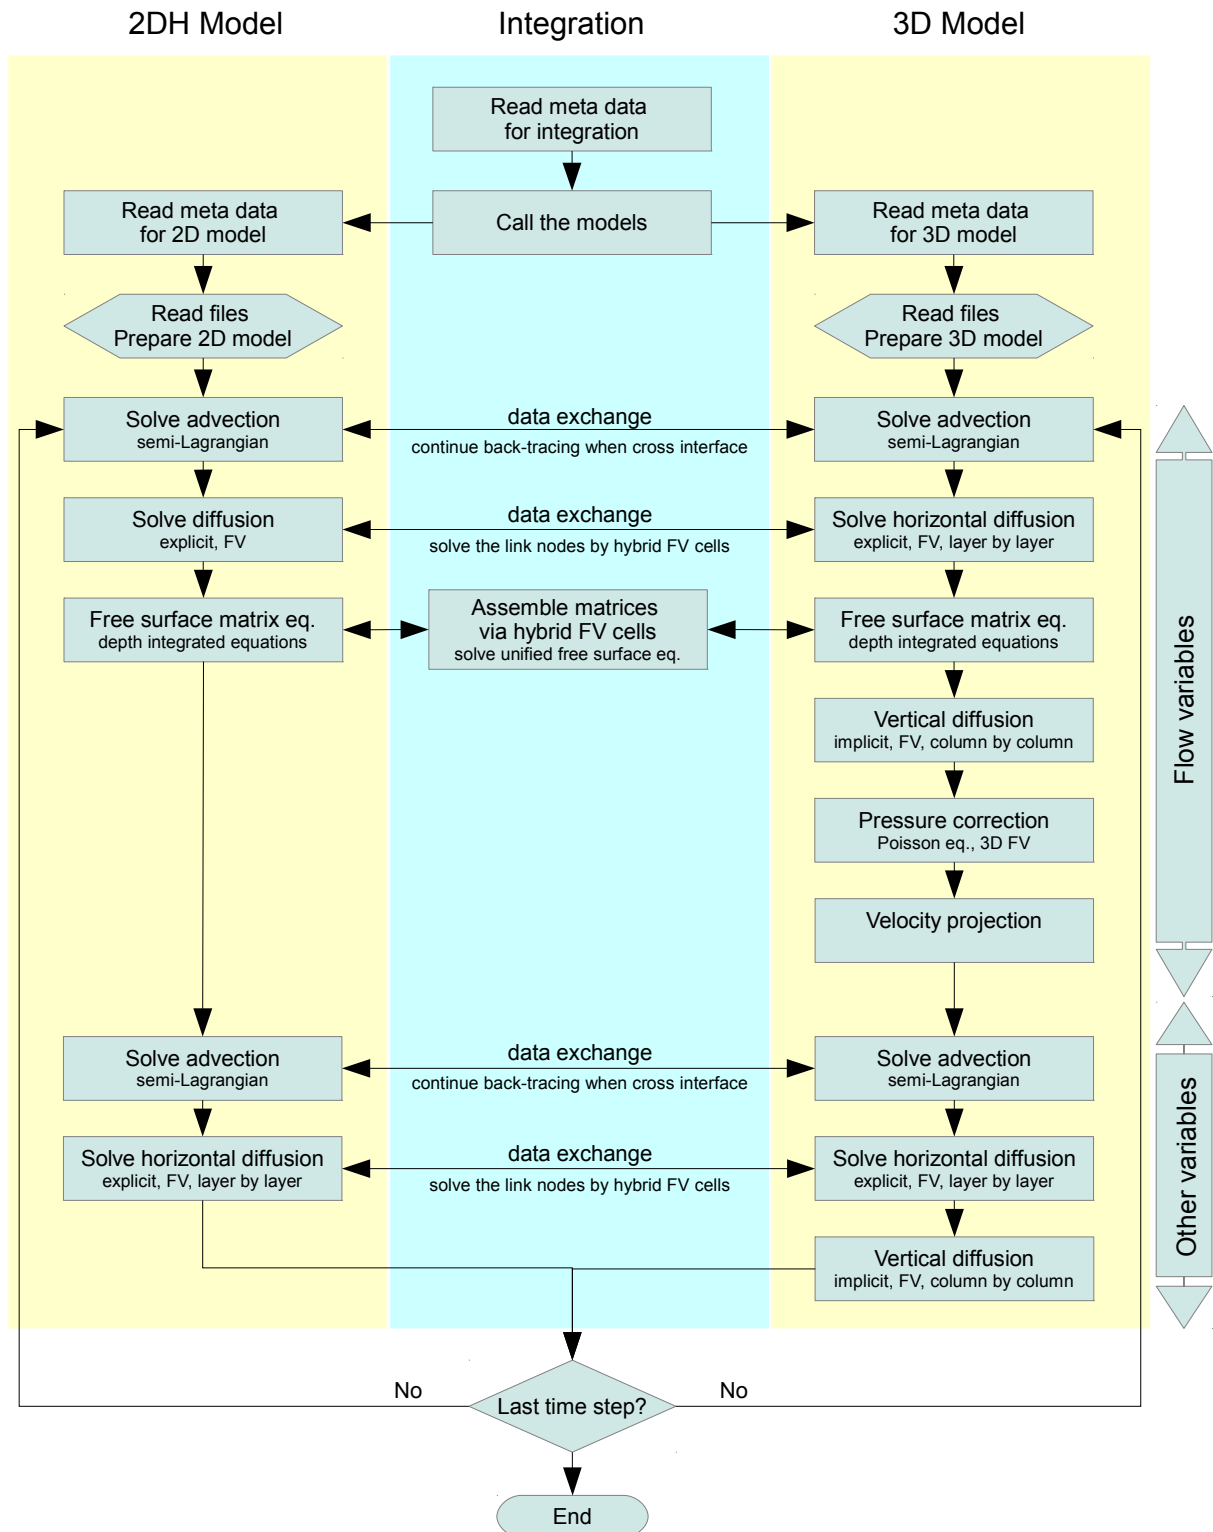 2DH Model
Integration
3D Model
Read meta data
for integration
Read meta data
for 2D model
Call the models
Read meta data
for 3D model
Read files
Prepare 2D model
Read files
Prepare 3D model
Solve advection
semi-Lagrangian
data exchange
continue back-tracing when cross interface
Solve advection
semi-Lagrangian
Solve diffusion
explicit, FV
data exchange
solve the link nodes by hybrid FV cells
Solve horizontal diffusion
explicit, FV, layer by layer
Free surface matrix eq.
depth integrated equations
Assemble matrices
via hybrid FV cells
solve unified free surface eq.
Free surface matrix eq.
depth integrated equations
Vertical diffusion
implicit, FV, column by column
Pressure correction
Poisson eq., 3D FV
Velocity projection
Flow variables
Solve advection
semi-Lagrangian
data exchange
continue back-tracing when cross interface
Solve advection
semi-Lagrangian
Solve horizontal diffusion
explicit, FV, layer by layer
data exchange
solve the link nodes by hybrid FV cells
Solve horizontal diffusion
explicit, FV, layer by layer
Vertical diffusion
implicit, FV, column by column
Other variables
No
Last time step?
No
End